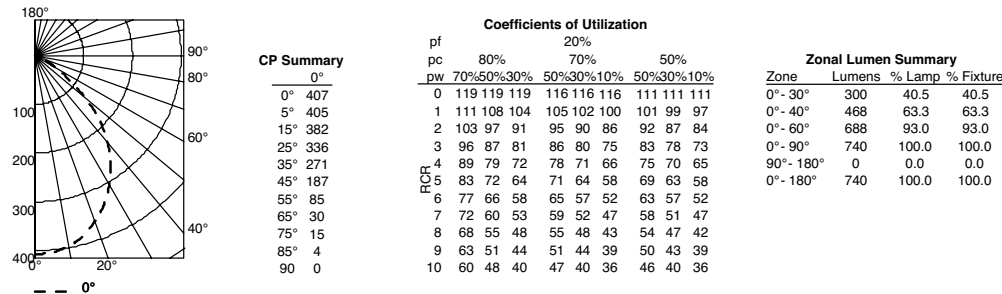 180°
90°
80°
60°
40°
100
200
300
400
0° 20°
0°
CP Summary
0°
0° 407
5° 405
15° 382
25° 336
35° 271
45° 187
55° 85
65° 30
75° 15
85° 4
90 0
Coefficients of Utilization
pf 20%
pc 80% 70% 50%
pw 70%50%30% 50%30%10% 50%30%10%
RCR
0 119 119 119 116 116 116 111 111 111
1 111 108 104 105 102 100 101 99 97
2 103 97 91 95 90 86 92 87 84
3 96 87 81 86 80 75 83 78 73
4 89 79 72 78 71 66 75 70 65
5 83 72 64 71 64 58 69 63 58
6 77 66 58 65 57 52 63 57 52
7 72 60 53 59 52 47 58 51 47
8 68 55 48 55 48 43 54 47 42
9 63 51 44 51 44 39 50 43 39
10 60 48 40 47 40 36 46 40 36
Zonal Lumen Summary
Zone Lumens % Lamp % Fixture
0°- 30° 300 40.5 40.5
0°- 40° 468 63.3 63.3
0°- 60° 688 93.0 93.0
0°- 90° 740 100.0 100.0
90°- 180° 0 0.0 0.0
0°- 180° 740 100.0 100.0